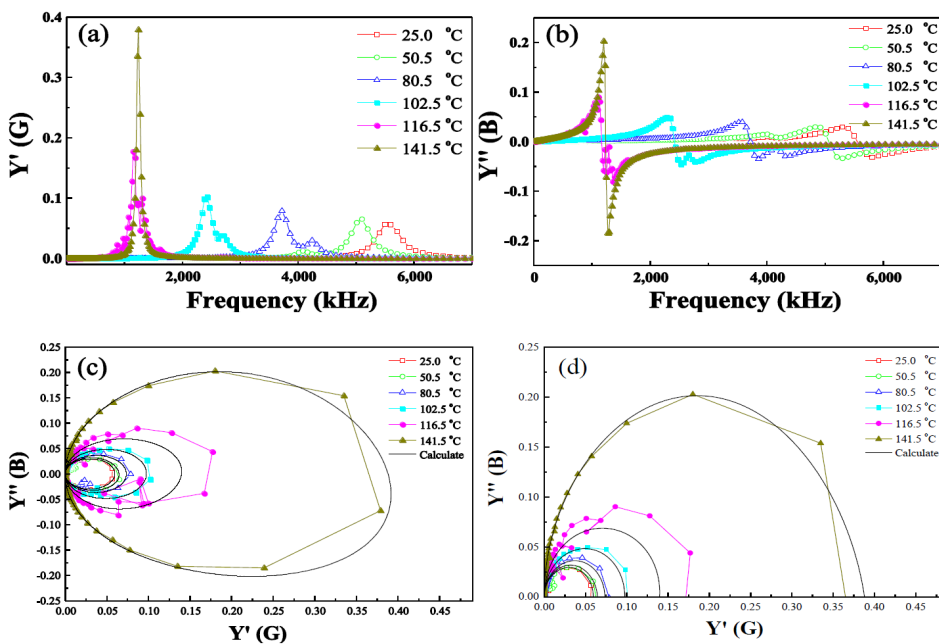 (a)
25.0 °C
50.5 °C
80.5 °C
102.5 °C
116.5 °C
141.5 °C
0.4
0.3
0.2
0.1
0.0
Y' (G)
2,000
4,000
6,000
Frequency (kHz)
(b)
25.0 °C
50.5 °C
80.5 °C
102.5 °C
116.5 °C
141.5 °C
0.2
0.1
0.0
-0.1
-0.2
Y'' (B)
0
2,000
4,000
6,000
Frequency (kHz)
(c)
25.0 °C
50.5 °C
80.5 °C
102.5 °C
116.5 °C
141.5 °C
Calculate
0.25
0.20
0.15
0.10
0.05
0.00
-0.05
-0.10
-0.15
-0.20
-0.25
Y'' (B)
0.00
0.05
0.10
0.15
0.20
0.25
0.30
0.35
0.40
0.45
Y' (G)
(d)
25.0 °C
50.5 °C
80.5 °C
102.5 °C
116.5 °C
141.5 °C
Calculate
0.25
0.20
0.15
0.10
0.05
0.00
Y'' (B)
0.00
0.05
0.10
0.15
0.20
0.25
0.30
0.35
0.40
0.45
Y' (G)